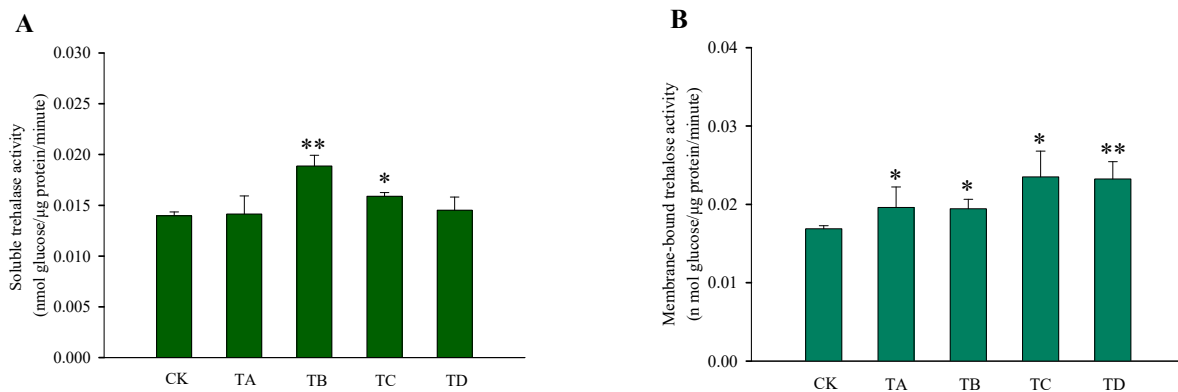 A
0.030
0.025
0.020
0.015
0.010
0.005
0.000
Soluble trehalase activity
(nmol glucose/μg protein/minute)
**
*
CK TA TB TC TD
B
0.04
0.03
0.02
0.01
0.00
Membrane-bound trehalose activity
(n mol glucose/μg protein/minute)
*
*
*
**
CK TA TB TC TD